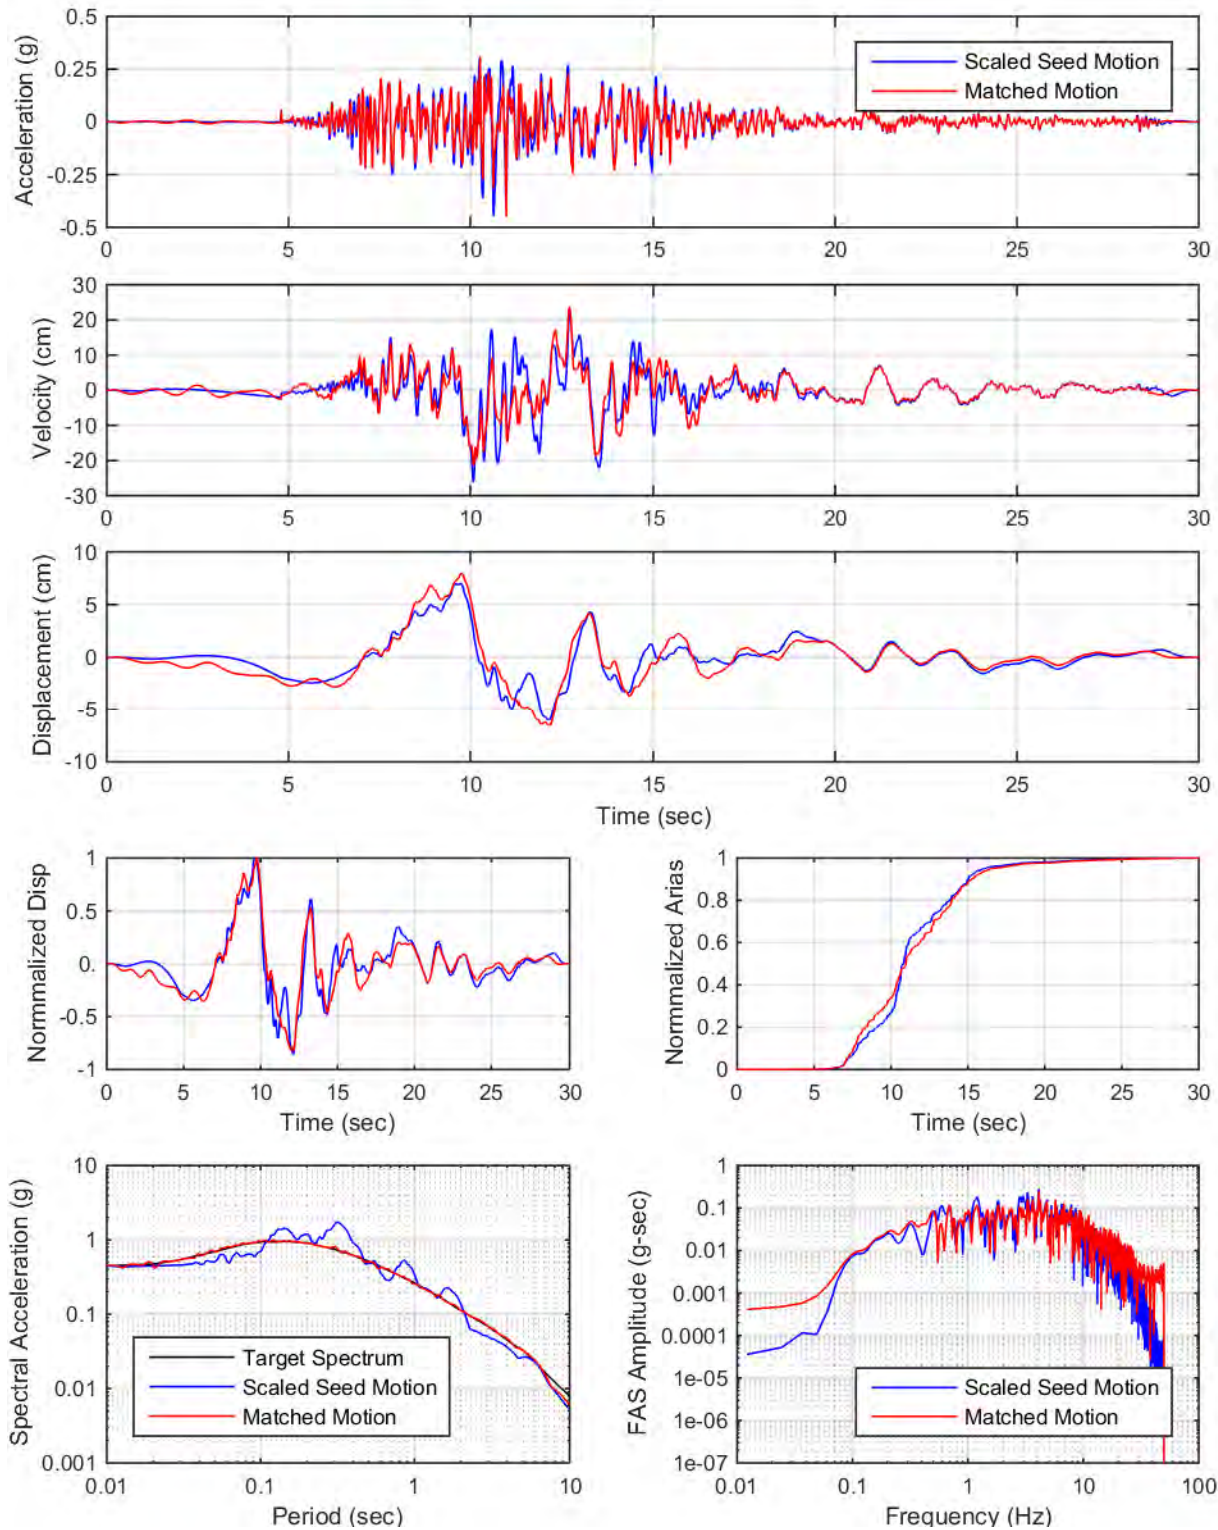 0.5
0.25
0
-0.25
-0.5
Acceleration (g)
Scaled Seed Motion
Matched Motion
0 5 10 15 20 25 30
30
20
10
0
-10
-20
-30
Velocity (cm)
0 5 10 15 20 25 30
10
5
0
-5
-10
Displacement (cm)
0 5 10 15 20 25 30
Time (sec)
1
0.5
0
-0.5
-1
Nornmalized Disp
0 5 10 15 20 25 30
Time (sec)
1
0.8
0.6
0.4
0.2
0
Nornmalized Arias
0 5 10 15 20 25 30
Time (sec)
10
1
0.1
0.01
0.001
Spectral Acceleration (g)
Target Spectrum
Scaled Seed Motion
Matched Motion
0.01 0.1 1 10
Period (sec)
1
0.1
0.01
0.001
0.0001
1e-05
1e-06
1e-07
FAS Amplitude (g-sec)
Scaled Seed Motion
Matched Motion
0.01 0.1 1 10 100
Frequency (Hz)